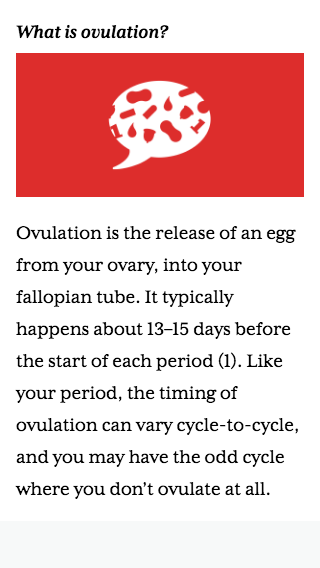 What is ovulation?
Ovulation is the release of an egg
from your ovary, into your
fallopian tube. It typically
happens about 13–15 days before
the start of each period (1). Like
your period, the timing of
ovulation can vary cycle-to-cycle,
and you may have the odd cycle
where you don’t ovulate at all.